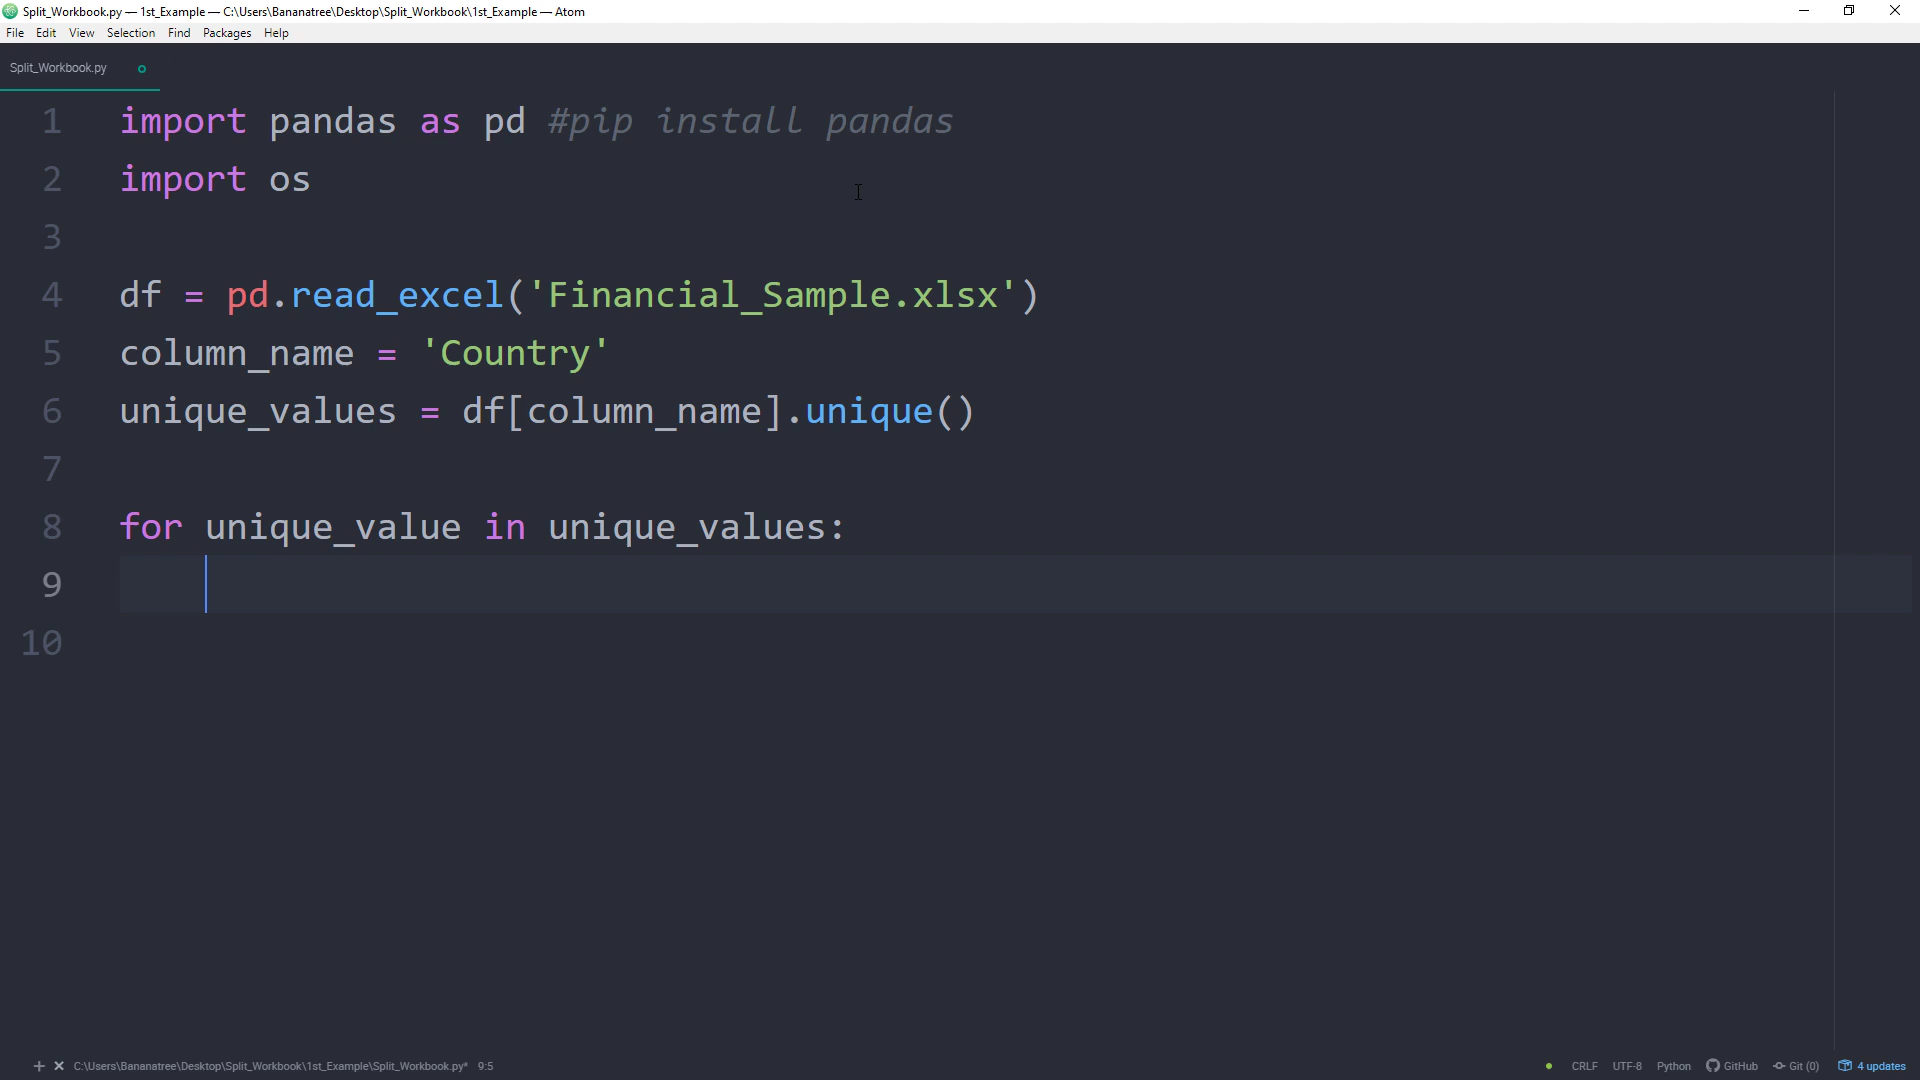 Split_Workbook.py — 1st_Example — C:\Users\Bananatree\Desktop\Split_Workbook\1st_Example — Atom
File Edit View Selection Find Packages Help
Split_Workbook.py
1 import pandas as pd #pip install pandas
2 import os
3
4 df = pd.read_excel('Financial_Sample.xlsx')
5 column_name = 'Country'
6 unique_values = df[column_name].unique()
7
8 for unique_value in unique_values:
9
10
C:\Users\Bananatree\Desktop\Split_Workbook\1st_Example\Split_Workbook.py* 9:5 CRLF UTF-8 Python GitHub Git (0) 4 updates